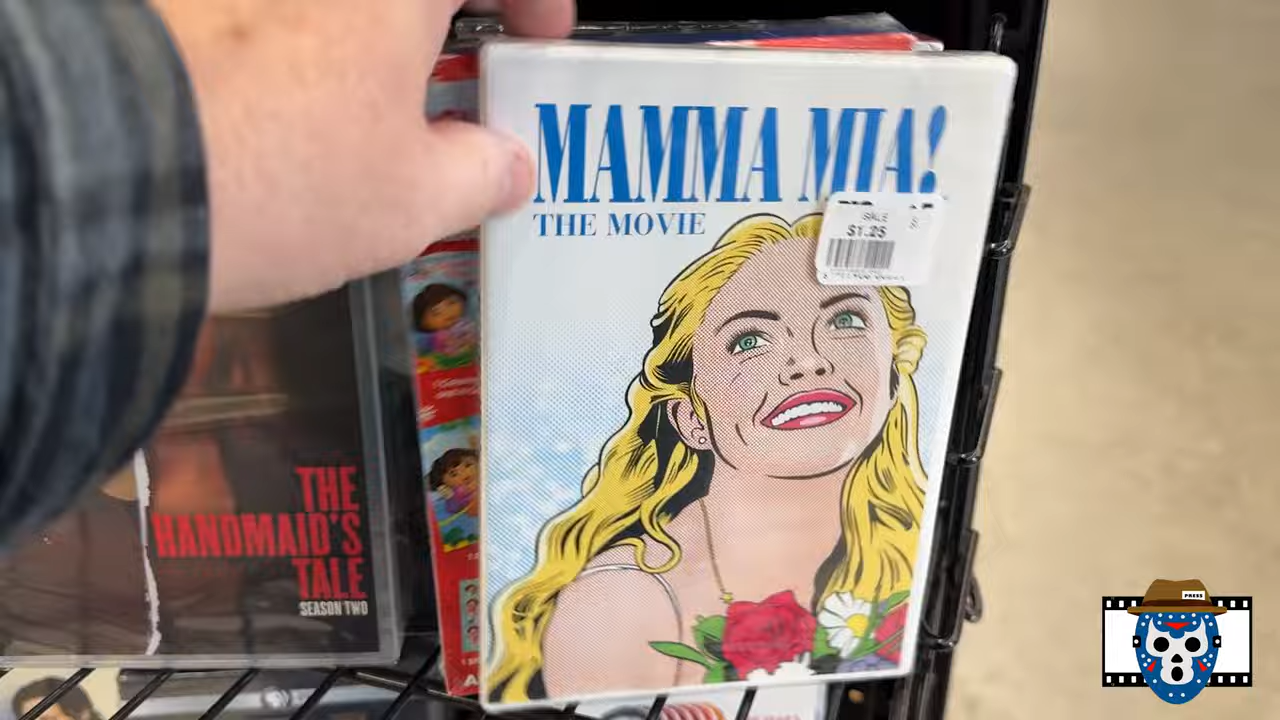 MAMMA MIA!
THE MOVIE
SALE
$1.25
THE
HANDMAID'S
TALE
SEASON TWO
PRESS